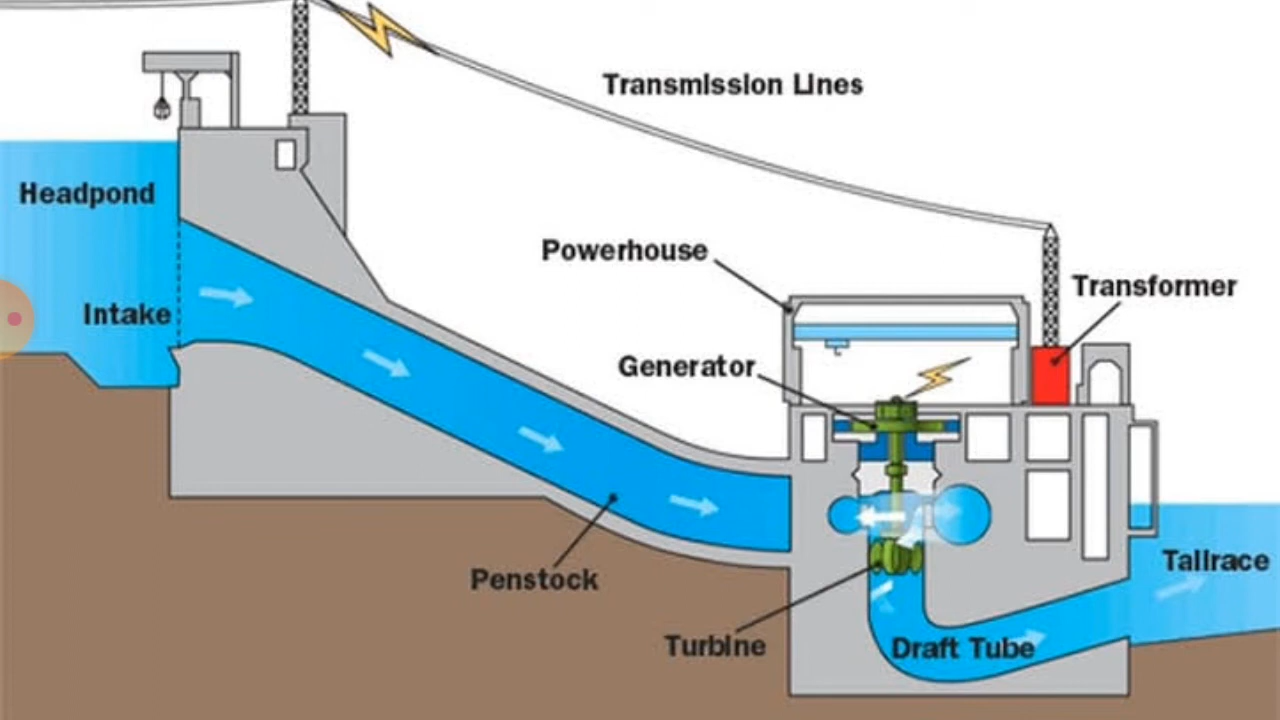 Transmission Lines
Headpond
Powerhouse
Transformer
Intake
Generator
Tailrace
Penstock
Turbine
Draft Tube